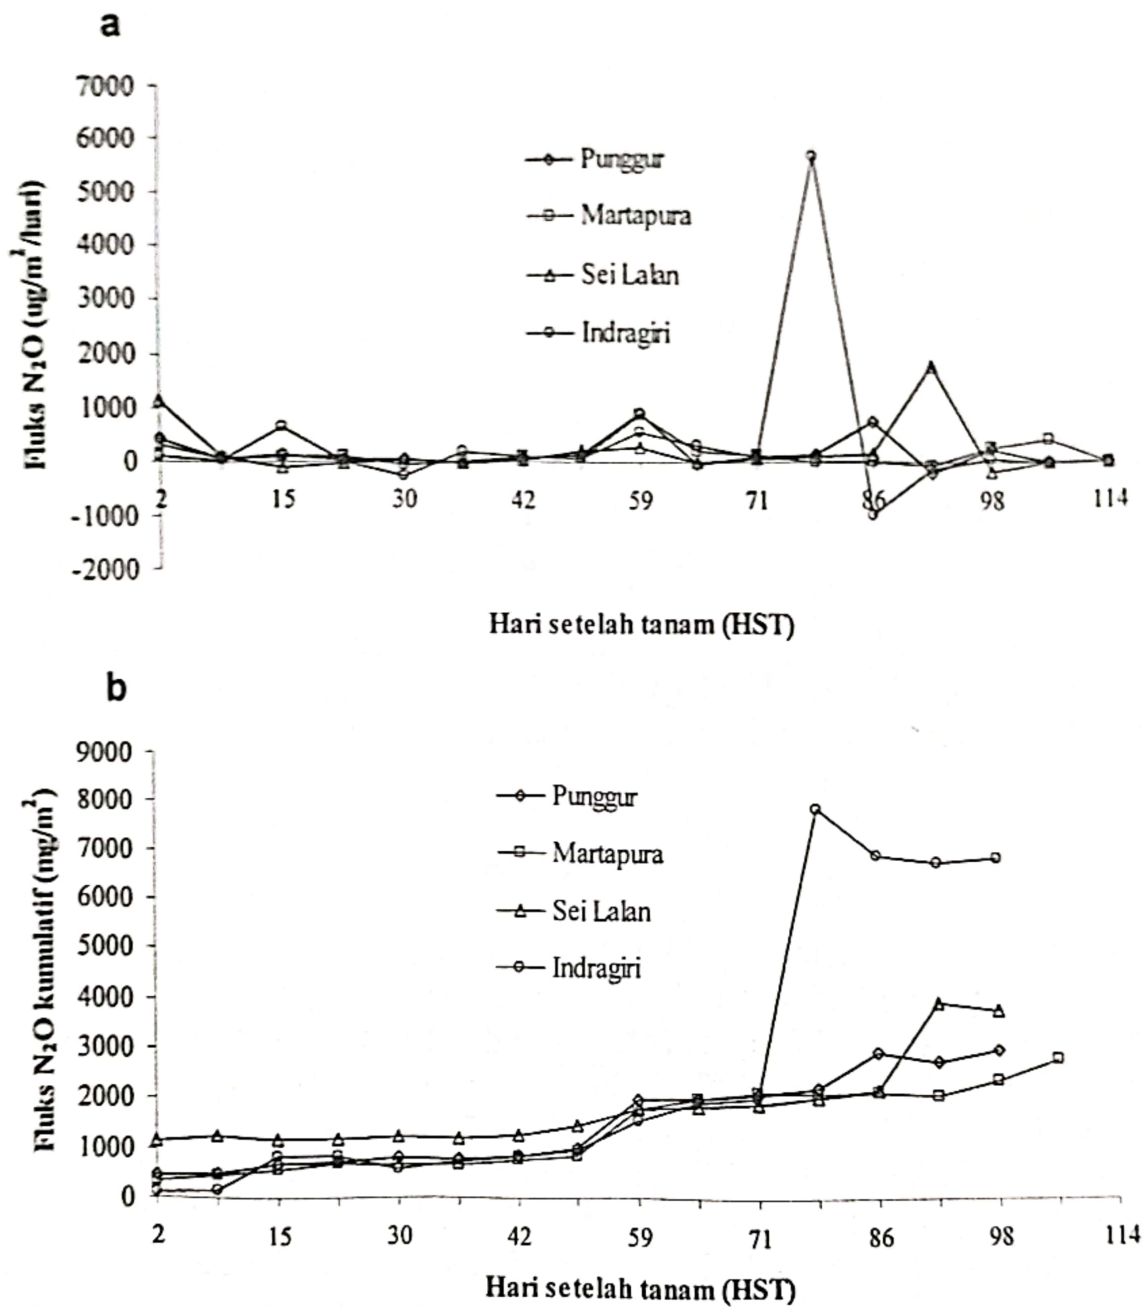 a
7000
6000
5000
4000
3000
2000
1000
0
-1000
-2000
Fluks N₂O (ug/m²/hari)
Punggur
Martapura
Sei Lalan
Indragiri
2 15 30 42 59 71 86 98 114
Hari setelah tanam (HST)
b
9000
8000
7000
6000
5000
4000
3000
2000
1000
0
Fluks N₂O kumulatif (mg/m²)
Punggur
Martapura
Sei Lalan
Indragiri
2 15 30 42 59 71 86 98 114
Hari setelah tanam (HST)